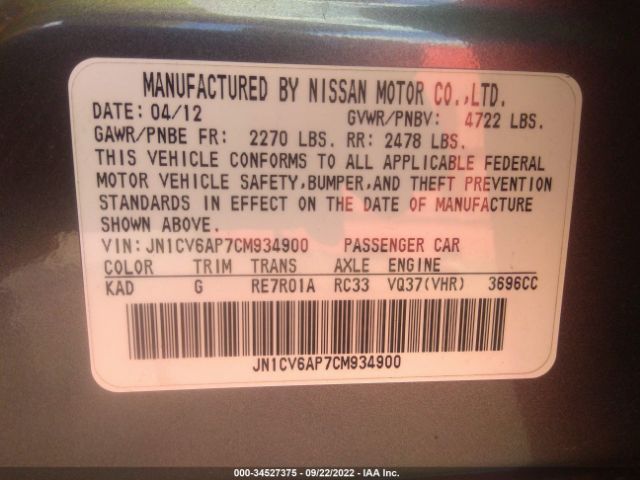 MANUFACTURED BY NISSAN MOTOR CO.,LTD.
DATE: 04/12 GVWR/PNBV: 4722 LBS.
GAWR/PNBE FR: 2270 LBS. RR: 2478 LBS.
THIS VEHICLE CONFORMS TO ALL APPLICABLE FEDERAL
MOTOR VEHICLE SAFETY,BUMPER,AND THEFT PREVENTION
STANDARDS IN EFFECT ON THE DATE OF MANUFACTURE
SHOWN ABOVE.
VIN:JN1CV6AP7CM934900 PASSENGER CAR
COLOR TRIM TRANS AXLE ENGINE
KAD G RE7R01A RC33 VQ37(VHR) 3696CC
JN1CV6AP7CM934900
000-34527375 - 09/22/2022 - IAA Inc.